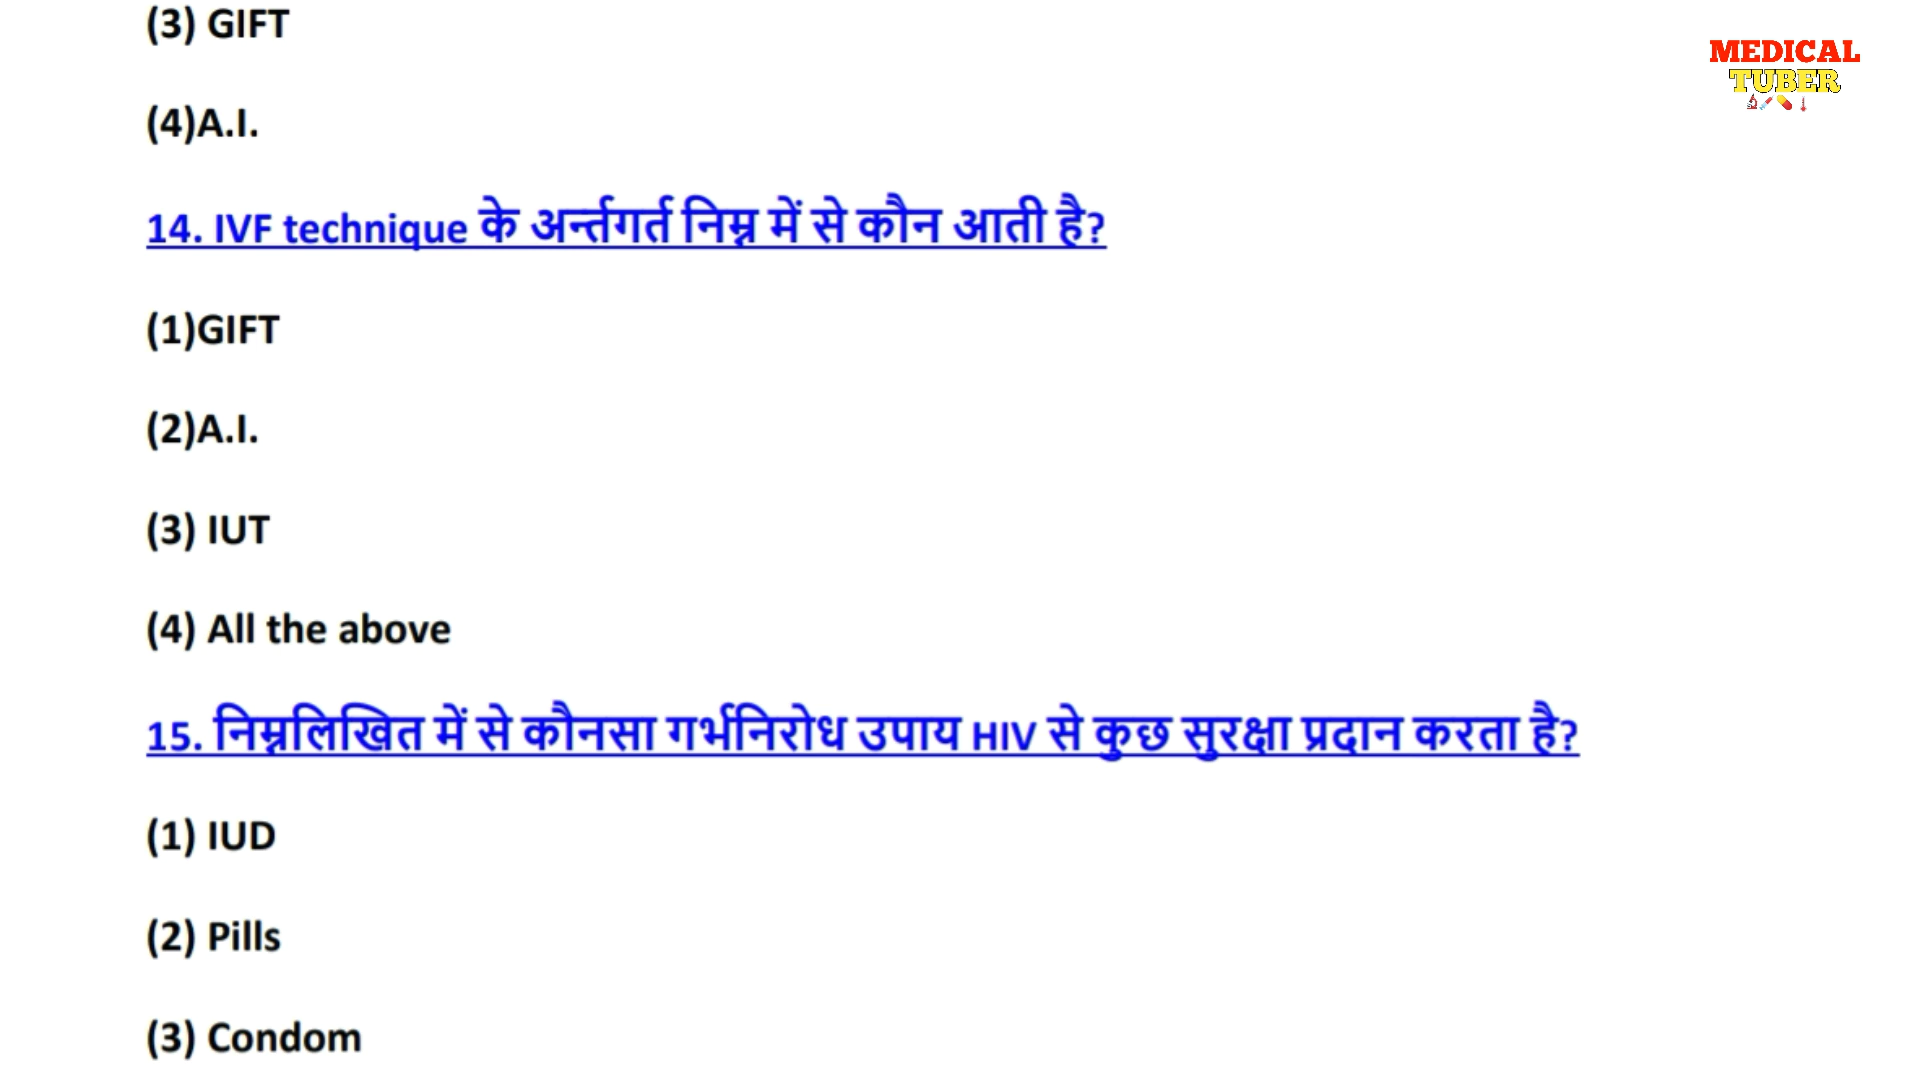 (3) GIFT
MEDICAL
TUBER
(4)A.I.
14. IVF technique के अर्न्तगर्त निम्न में से कौन आती है?
(1)GIFT
(2)A.I.
(3) IUT
(4) All the above
15. निम्नलिखित में से कौनसा गर्भनिरोध उपाय HIV से कुछ सुरक्षा प्रदान करता है?
(1) IUD
(2) Pills
(3) Condom